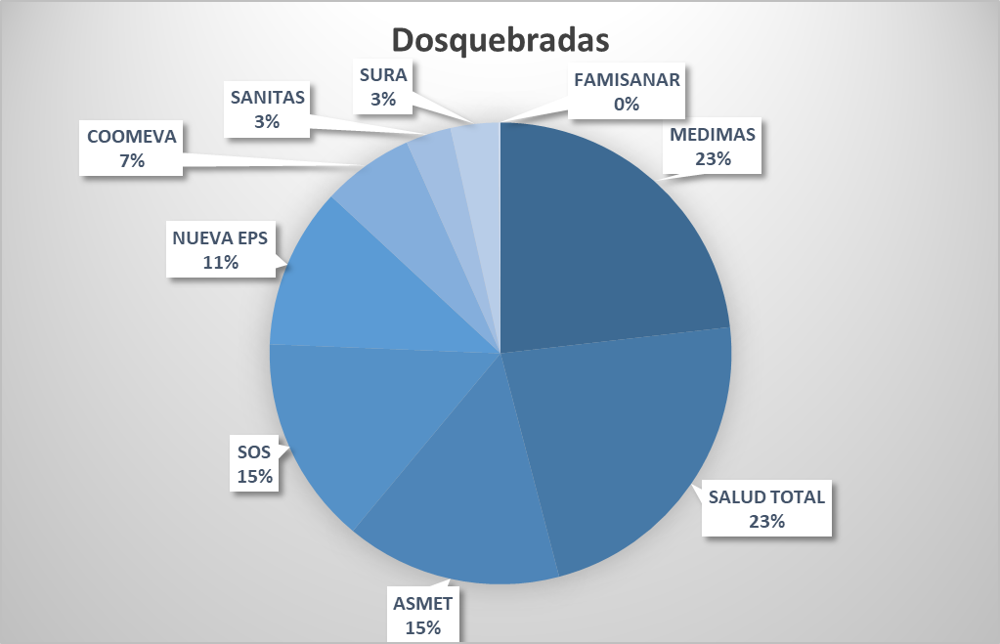 Dosquebradas
FAMISANAR
0%
MEDIMAS
23%
SALUD TOTAL
23%
ASMET
15%
SOS
15%
NUEVA EPS
11%
COOMEVA
7%
SANITAS
3%
SURA
3%